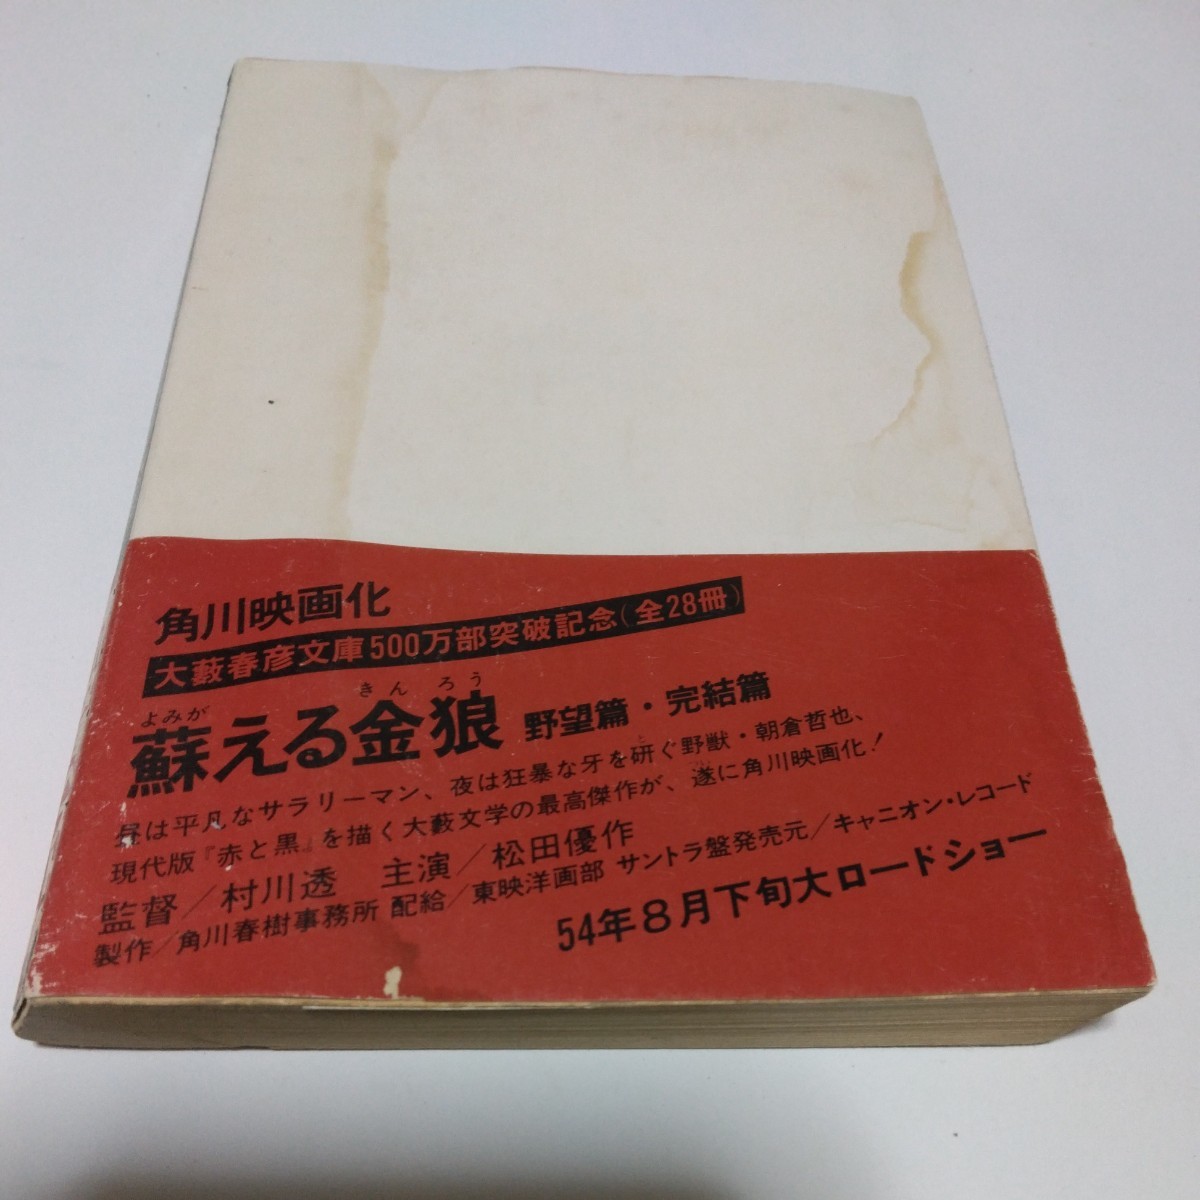 角川映画化
大藪春彦文庫500万部突破記念(全28冊)
よみが きんろう
蘇える金狼 野望篇・完結篇
昼は平凡なサラリーマン、夜は狂暴な牙を研ぐ野獣・朝倉哲也、
現代版『赤と黒』を描く大藪文学の最高傑作が、遂に角川映画化!
監督/村川透 主演/松田優作
製作/角川春樹事務所 配給/東映洋画部 サントラ盤発売元/キャニオン・レコード
54年8月下旬大ロードショー